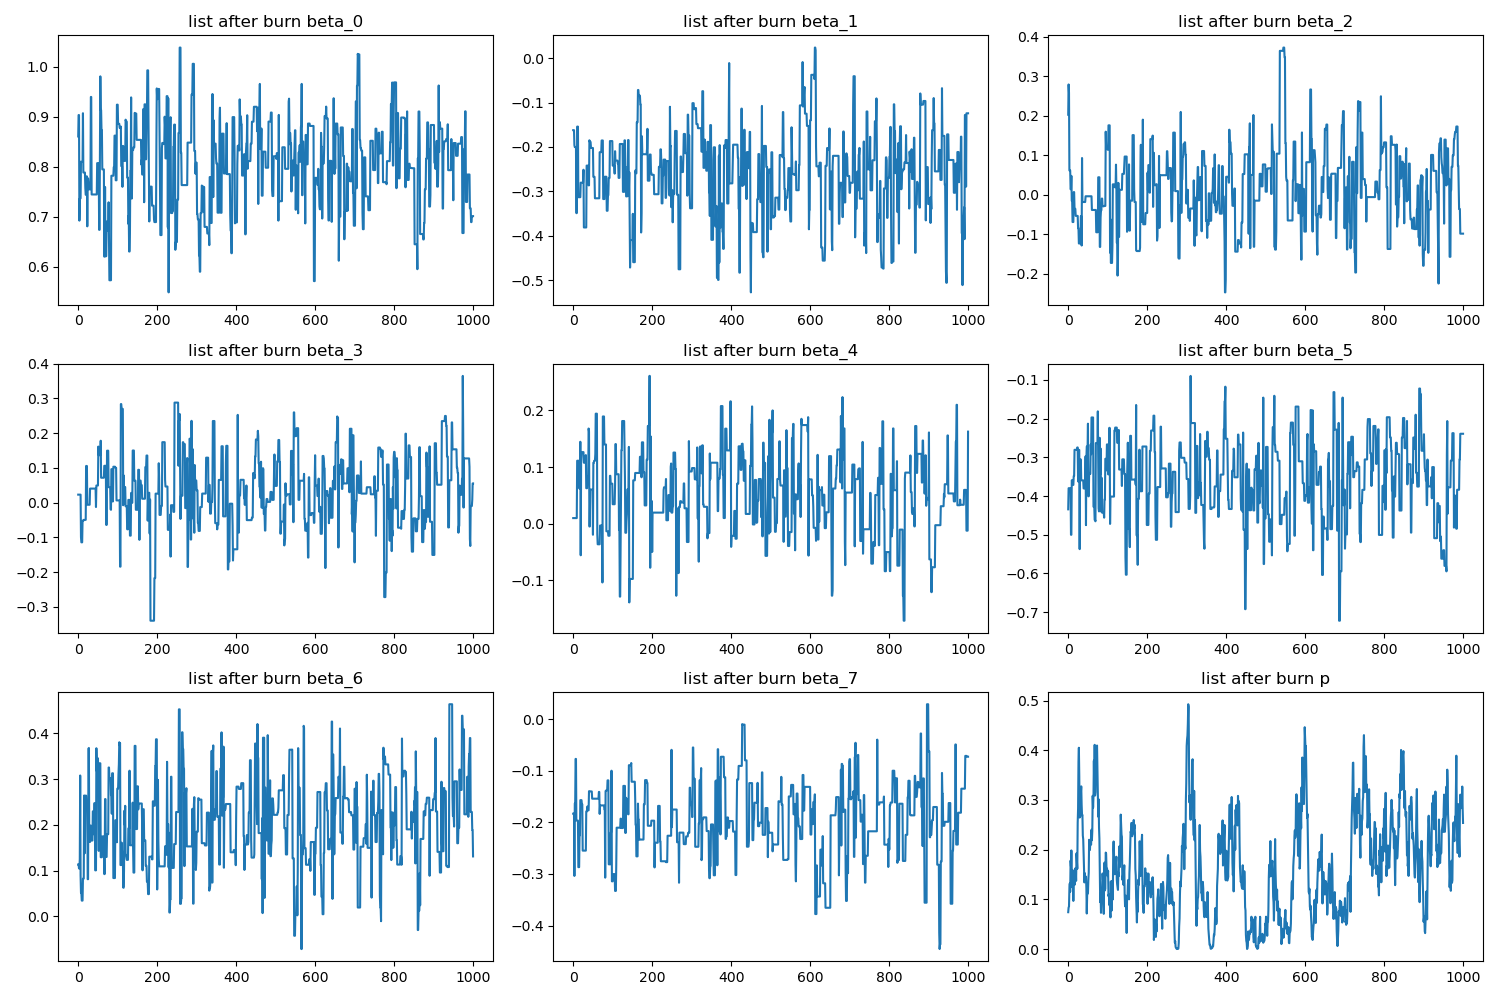 list after burn beta_0
1.0
0.9
0.8
0.7
0.6
0 200 400 600 800 1000
list after burn beta_1
0.0
−0.1
−0.2
−0.3
−0.4
−0.5
0 200 400 600 800 1000
list after burn beta_2
0.4
0.3
0.2
0.1
0.0
−0.1
−0.2
0 200 400 600 800 1000
list after burn beta_3
0.4
0.3
0.2
0.1
0.0
−0.1
−0.2
−0.3
0 200 400 600 800 1000
list after burn beta_4
0.2
0.1
0.0
−0.1
0 200 400 600 800 1000
list after burn beta_5
−0.1
−0.2
−0.3
−0.4
−0.5
−0.6
−0.7
0 200 400 600 800 1000
list after burn beta_6
0.4
0.3
0.2
0.1
0.0
0 200 400 600 800 1000
list after burn beta_7
0.0
−0.1
−0.2
−0.3
−0.4
0 200 400 600 800 1000
list after burn p
0.5
0.4
0.3
0.2
0.1
0.0
0 200 400 600 800 1000